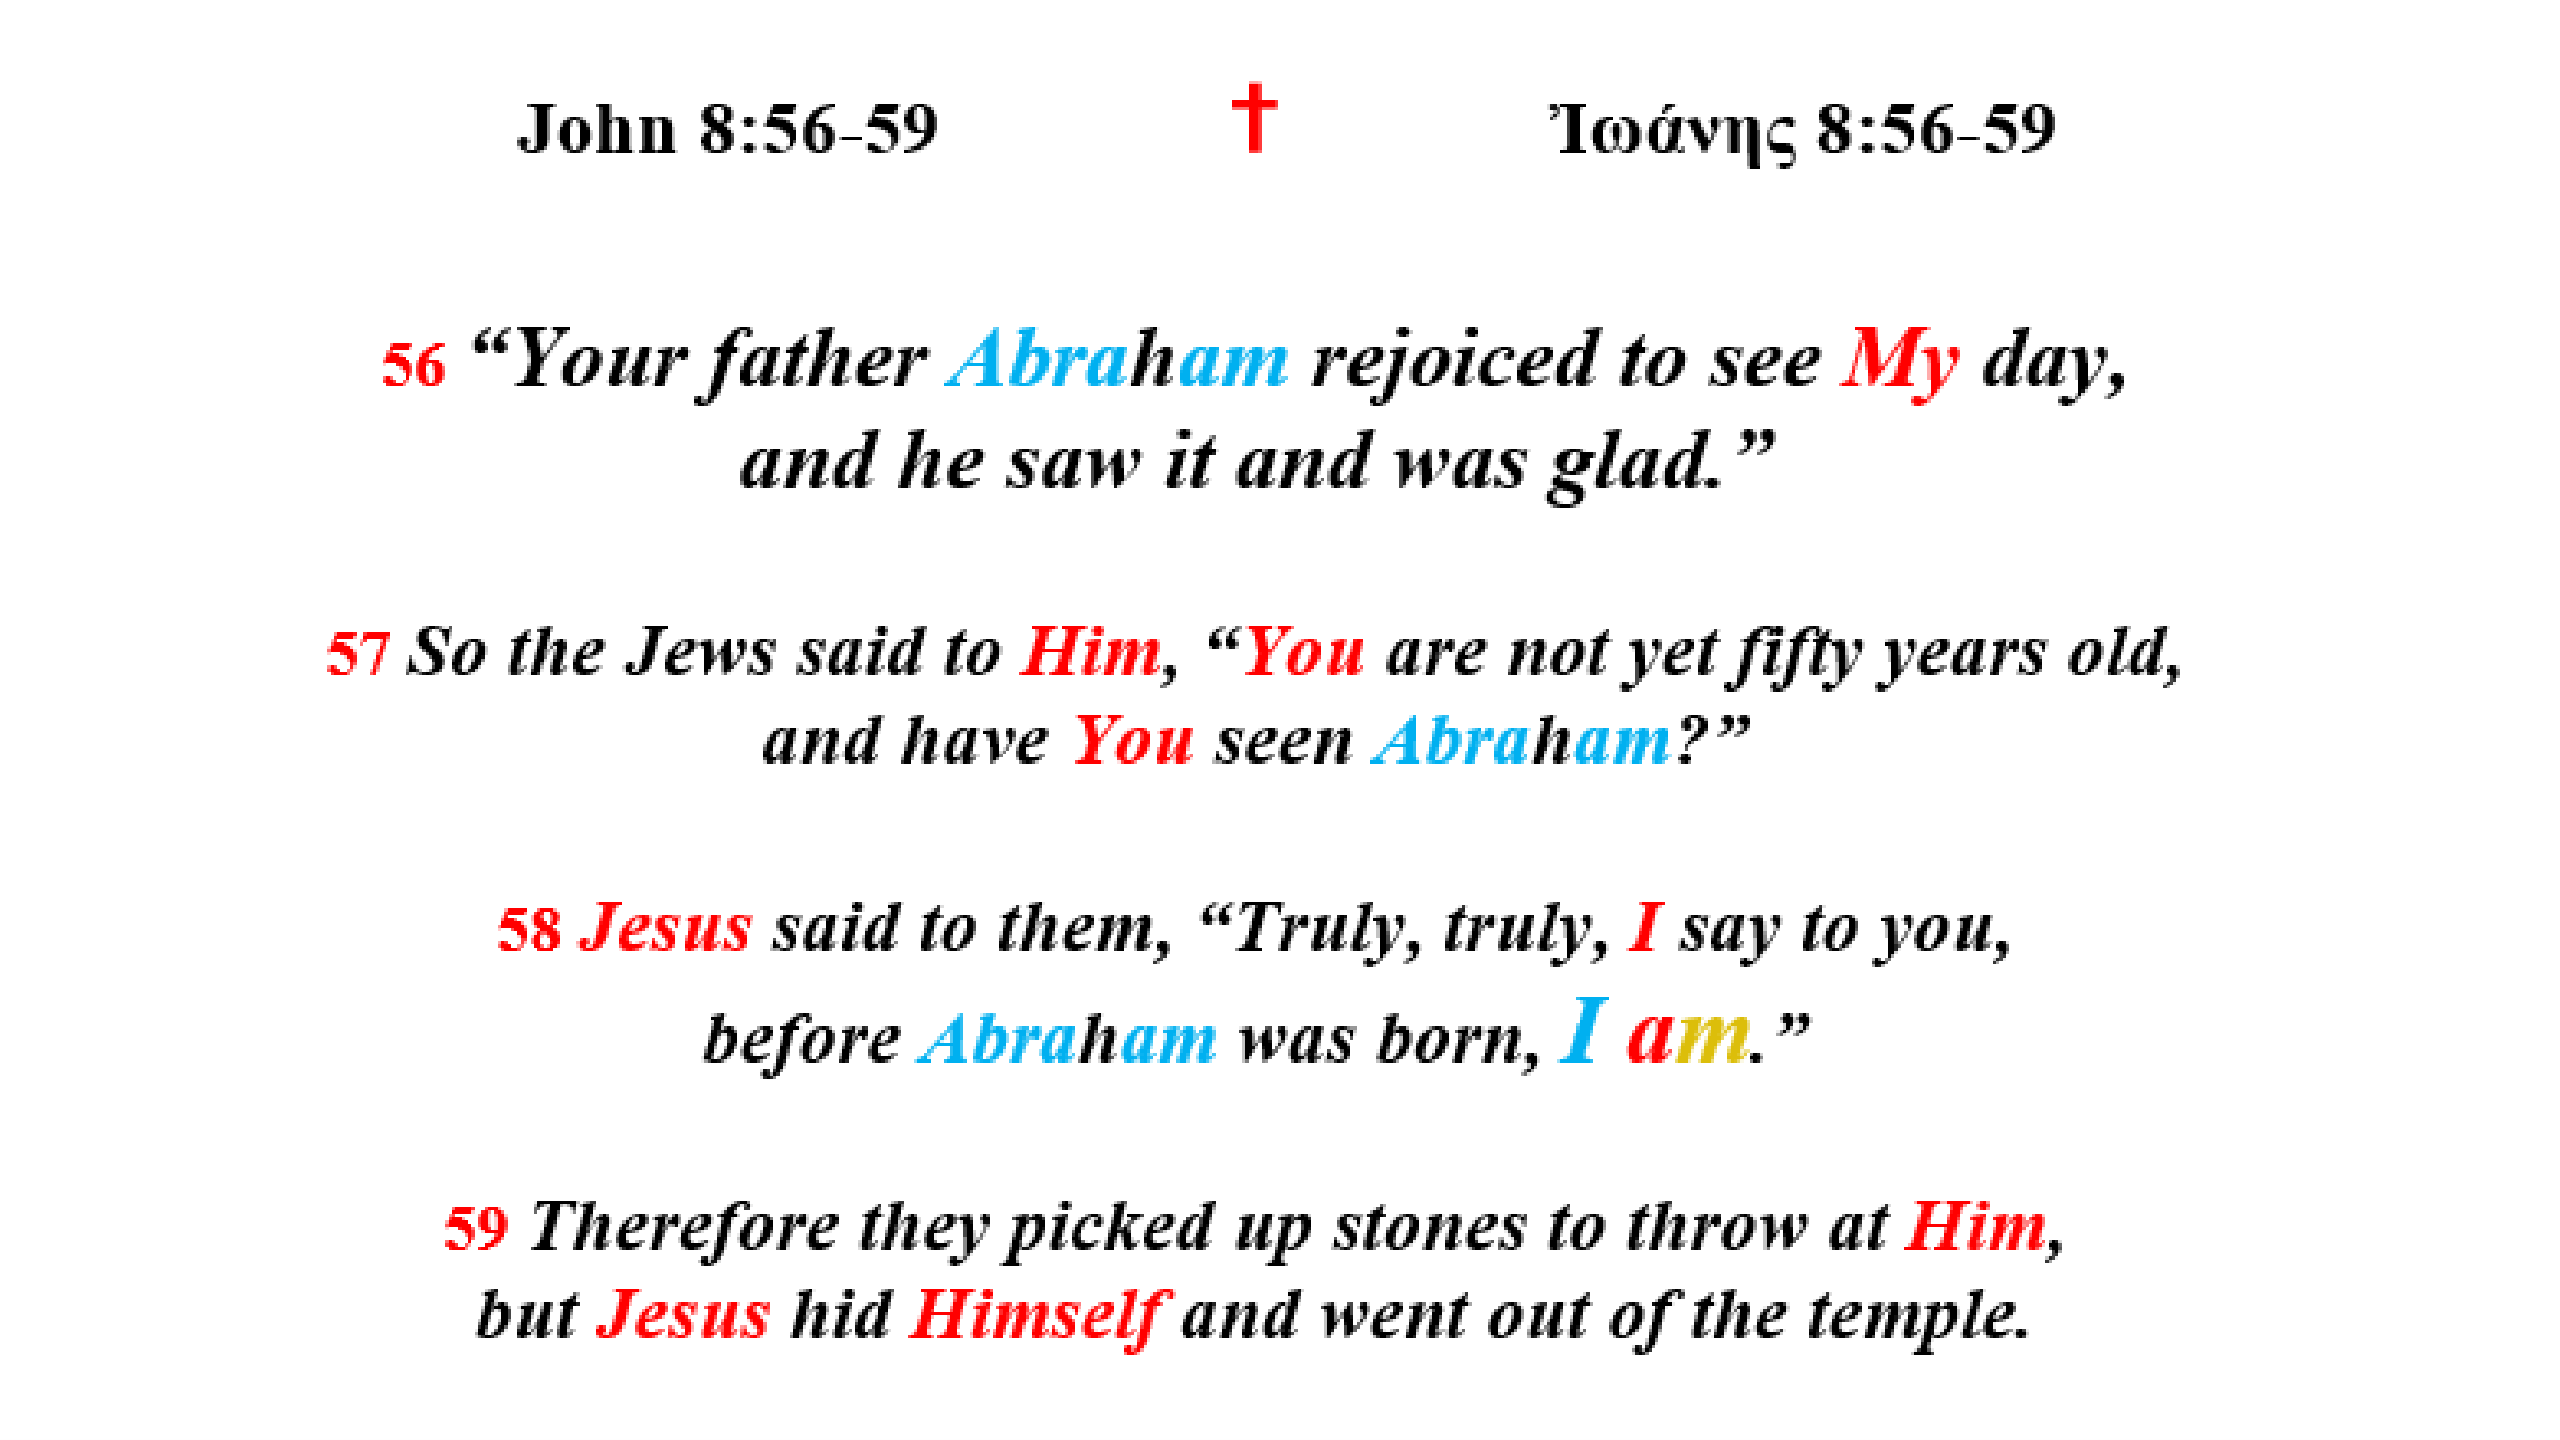 John 8:56-59 ✝ Ἰωάνης 8:56-59
56 “Your father Abraham rejoiced to see My day,
and he saw it and was glad.”
57 So the Jews said to Him, “You are not yet fifty years old,
and have You seen Abraham?”
58 Jesus said to them, “Truly, truly, I say to you,
before Abraham was born, I am.”
59 Therefore they picked up stones to throw at Him,
but Jesus hid Himself and went out of the temple.